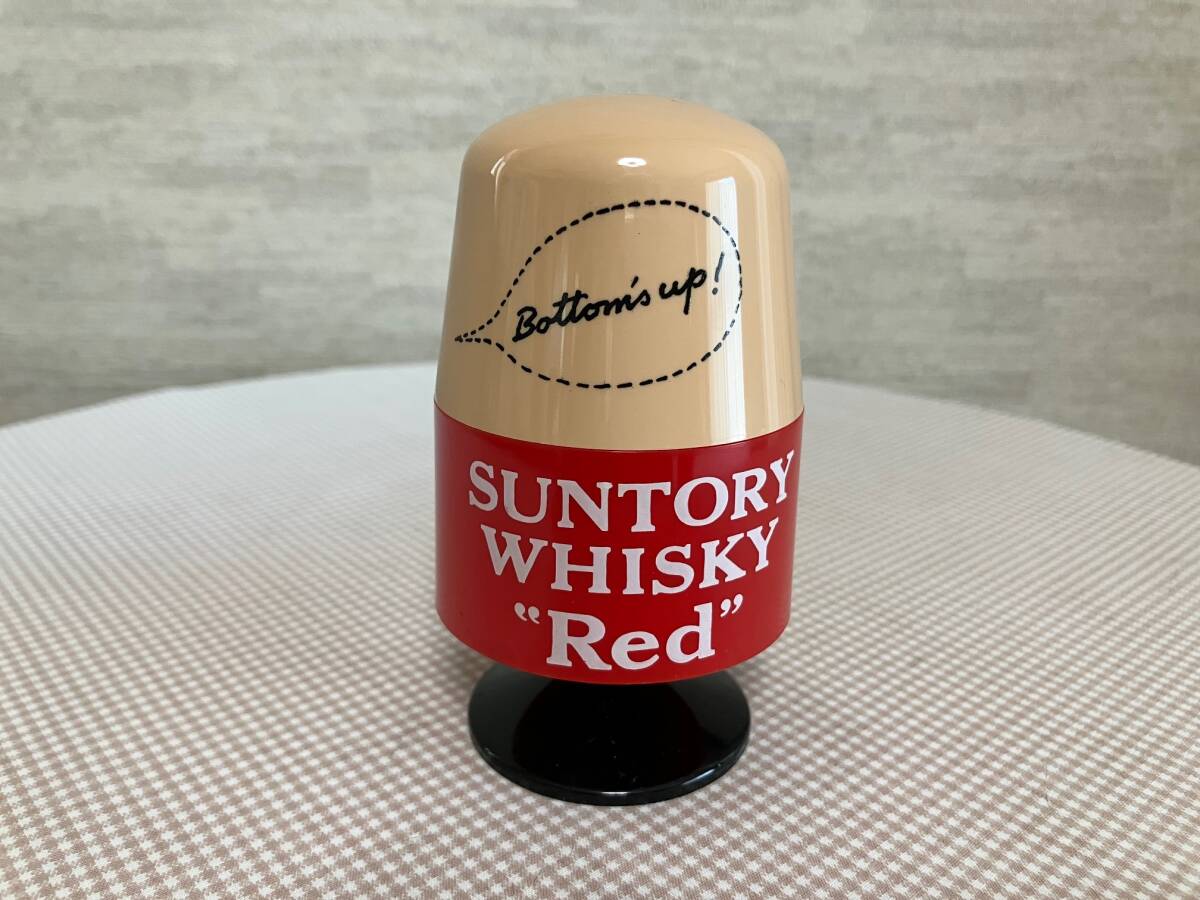 Bottom's up!
SUNTORY
WHISKY
“Red”